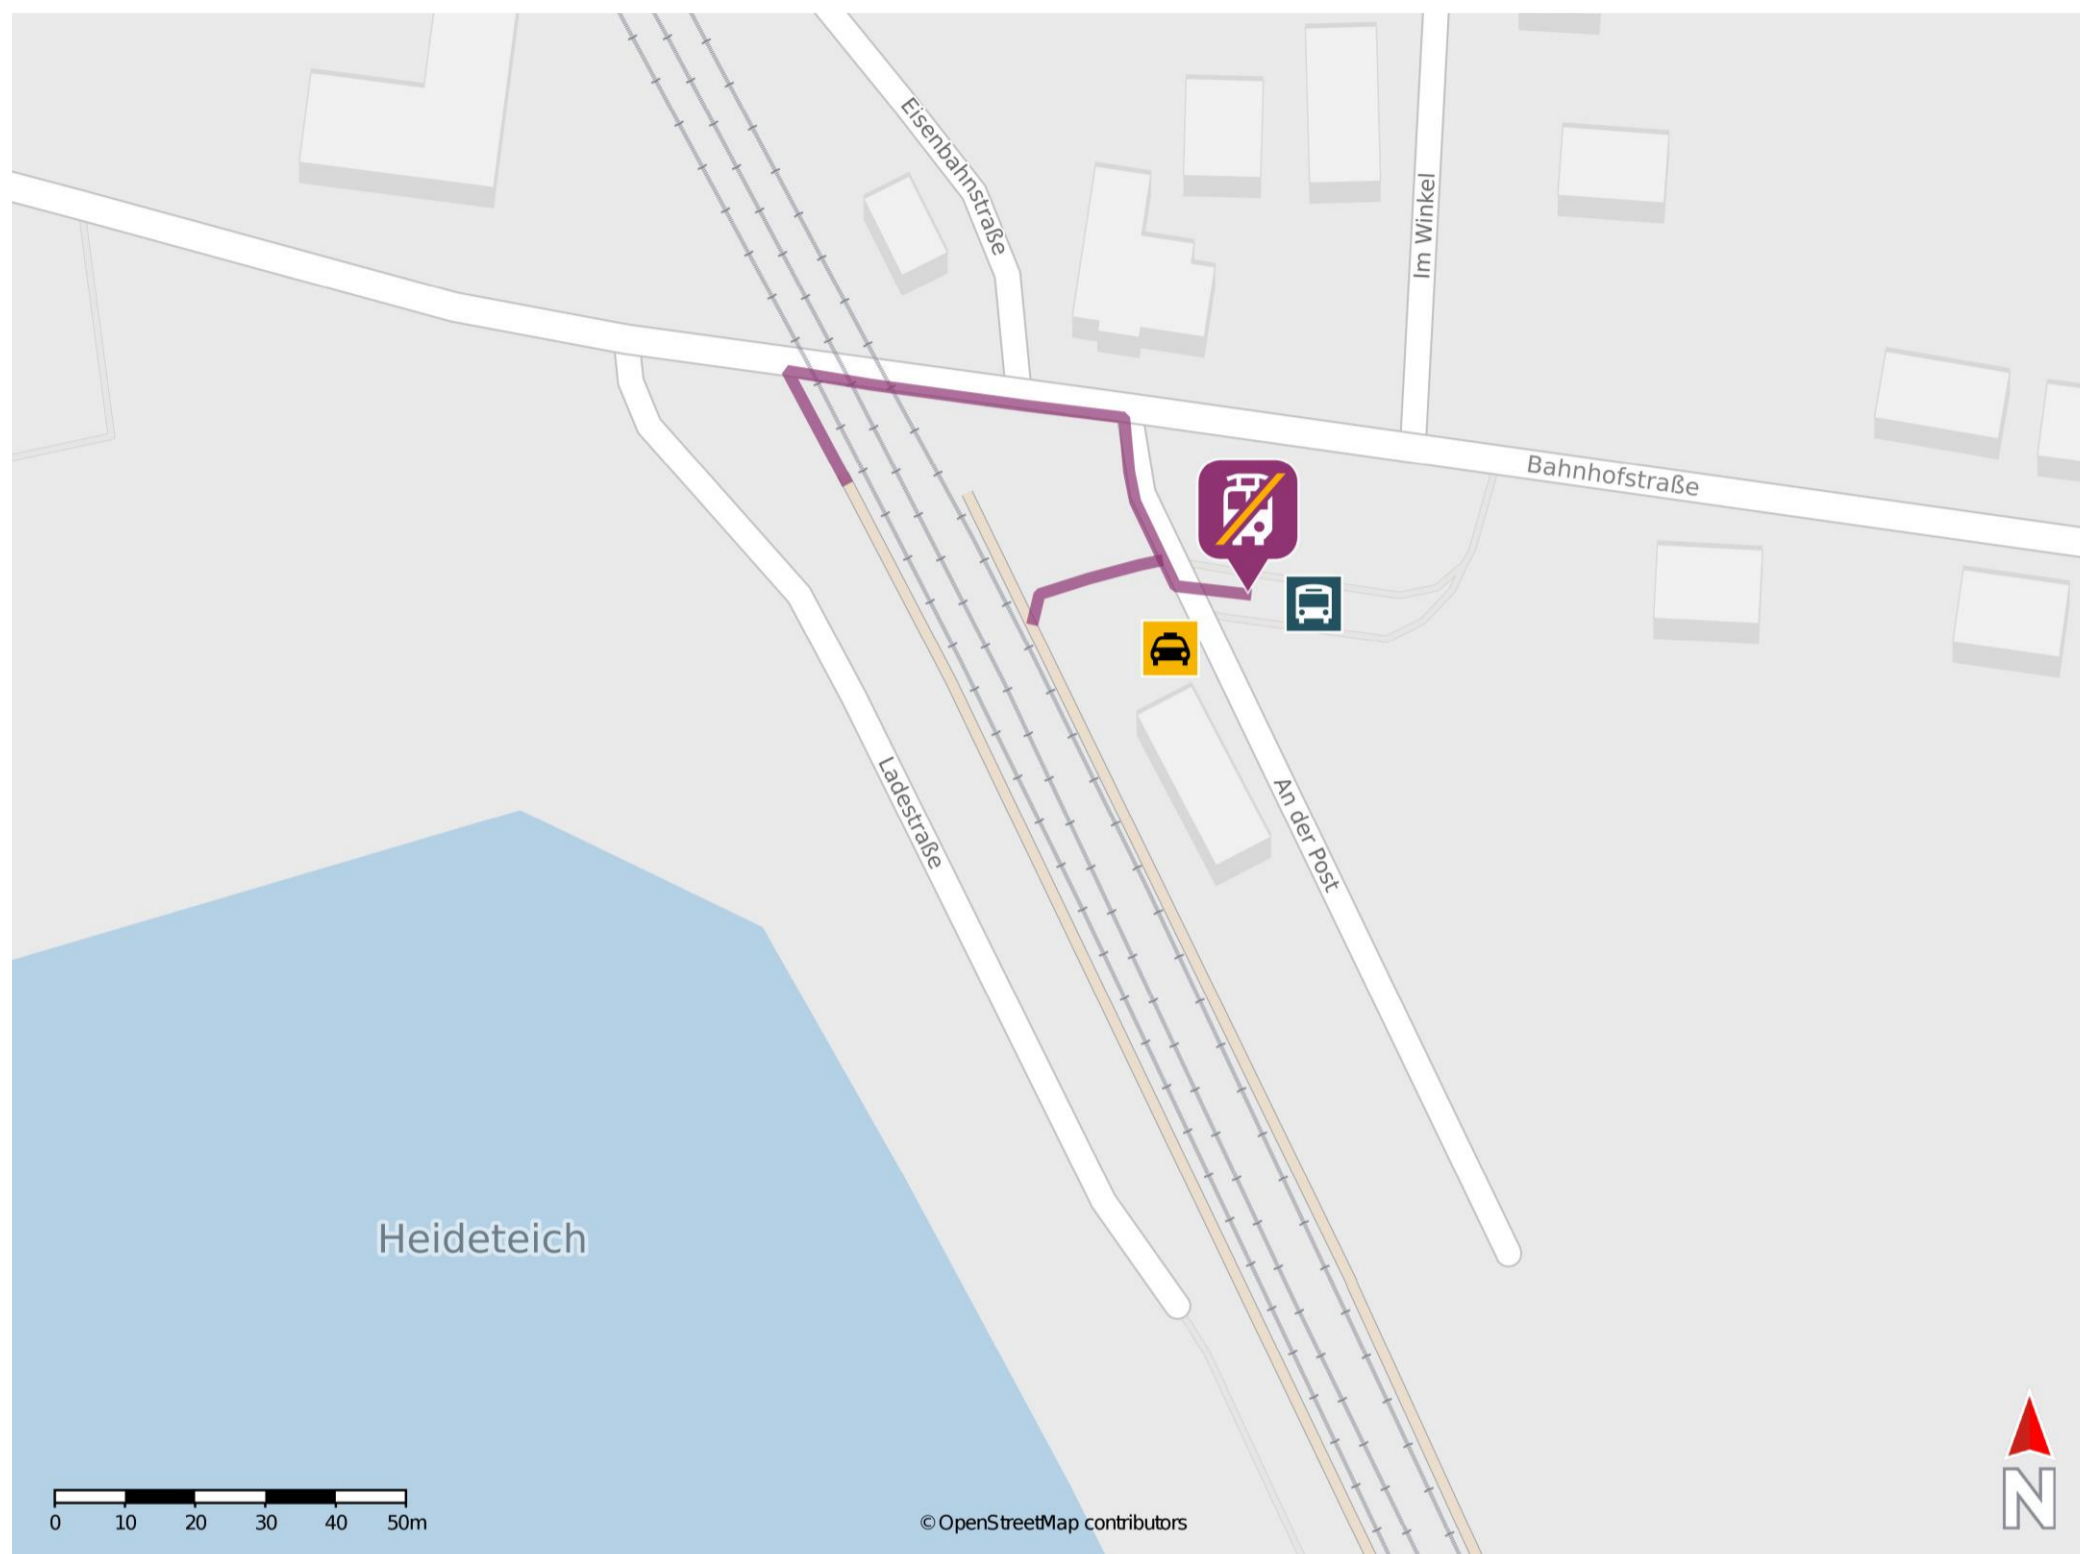 Eisenbahnstraße
Im Winkel
Bahnhofstraße
Ladestraße
An der Post
Heideteich
0 10 20 30 40 50m
© OpenStreetMap contributors
N